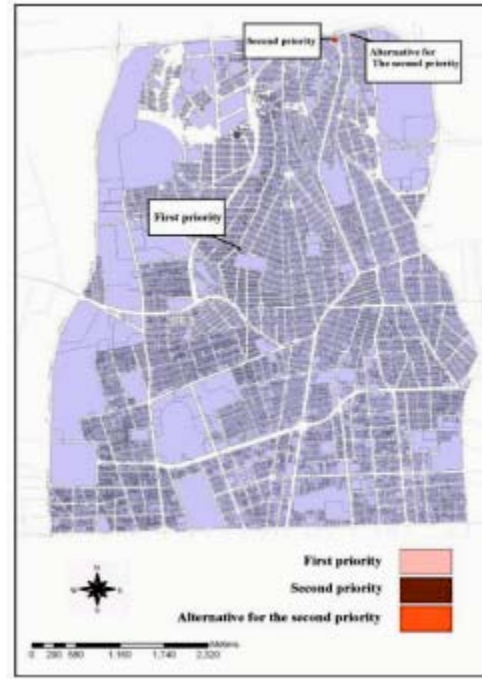 Second priority
Alternative for
The second priority
First priority
First priority
Second priority
Alternative for the second priority
N
W
E
S
Meters
0 290 580 1,160 1,740 2,320